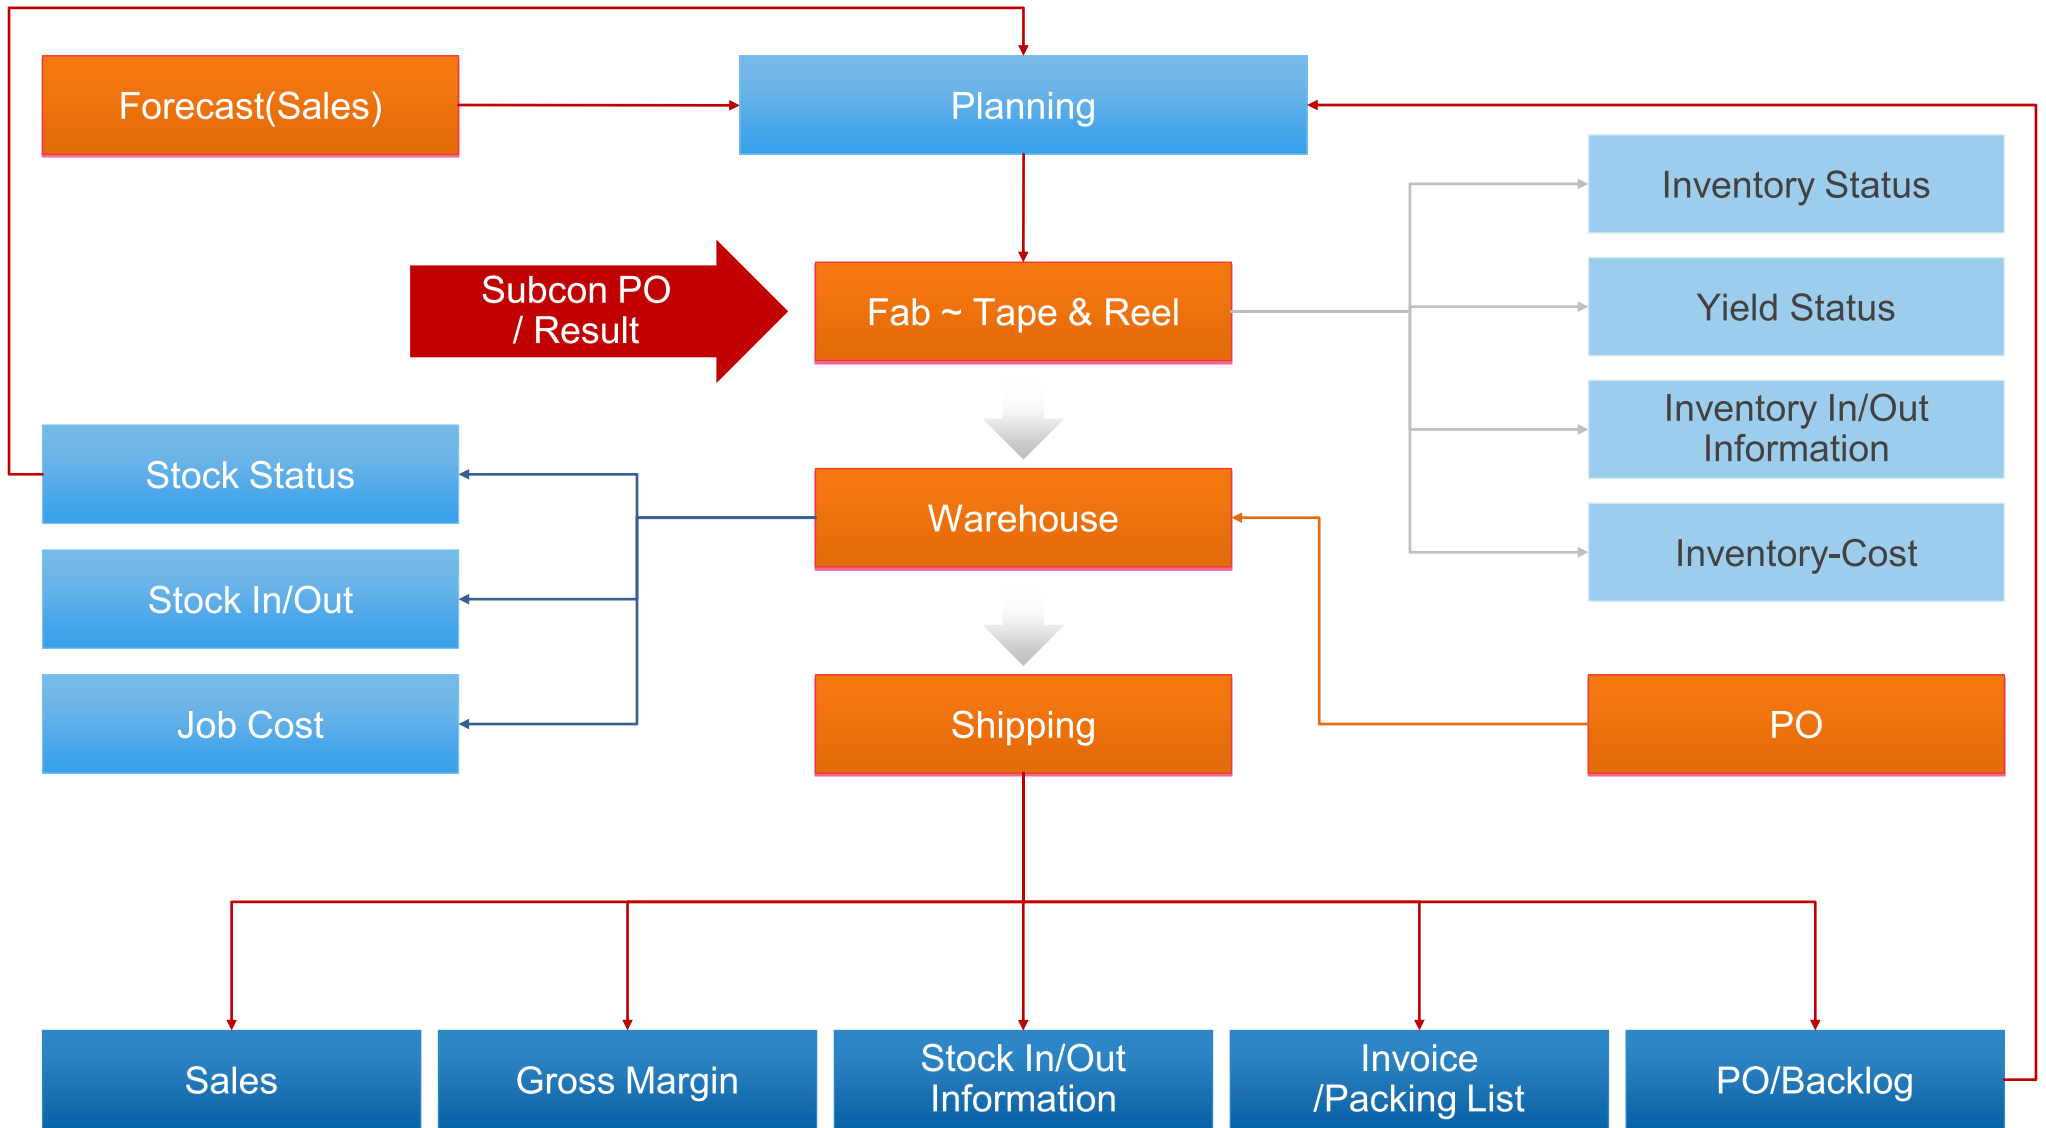 Forecast(Sales)
Planning
Inventory Status
Subcon PO
/ Result
Fab ~ Tape & Reel
Yield Status
Inventory In/Out
Information
Stock Status
Warehouse
Inventory-Cost
Stock In/Out
Job Cost
Shipping
PO
Sales
Gross Margin
Stock In/Out
Information
Invoice
/Packing List
PO/Backlog